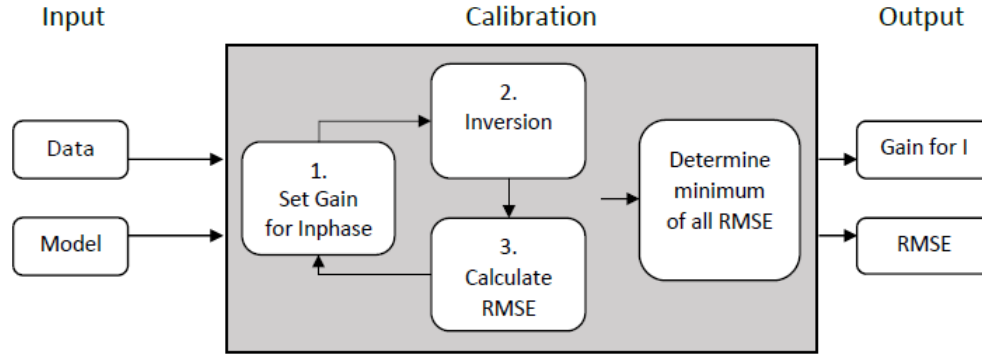 Input
Calibration
Output
Data
Model
1.
Set Gain
for Inphase
2.
Inversion
3.
Calculate
RMSE
Determine
minimum
of all RMSE
Gain for I
RMSE